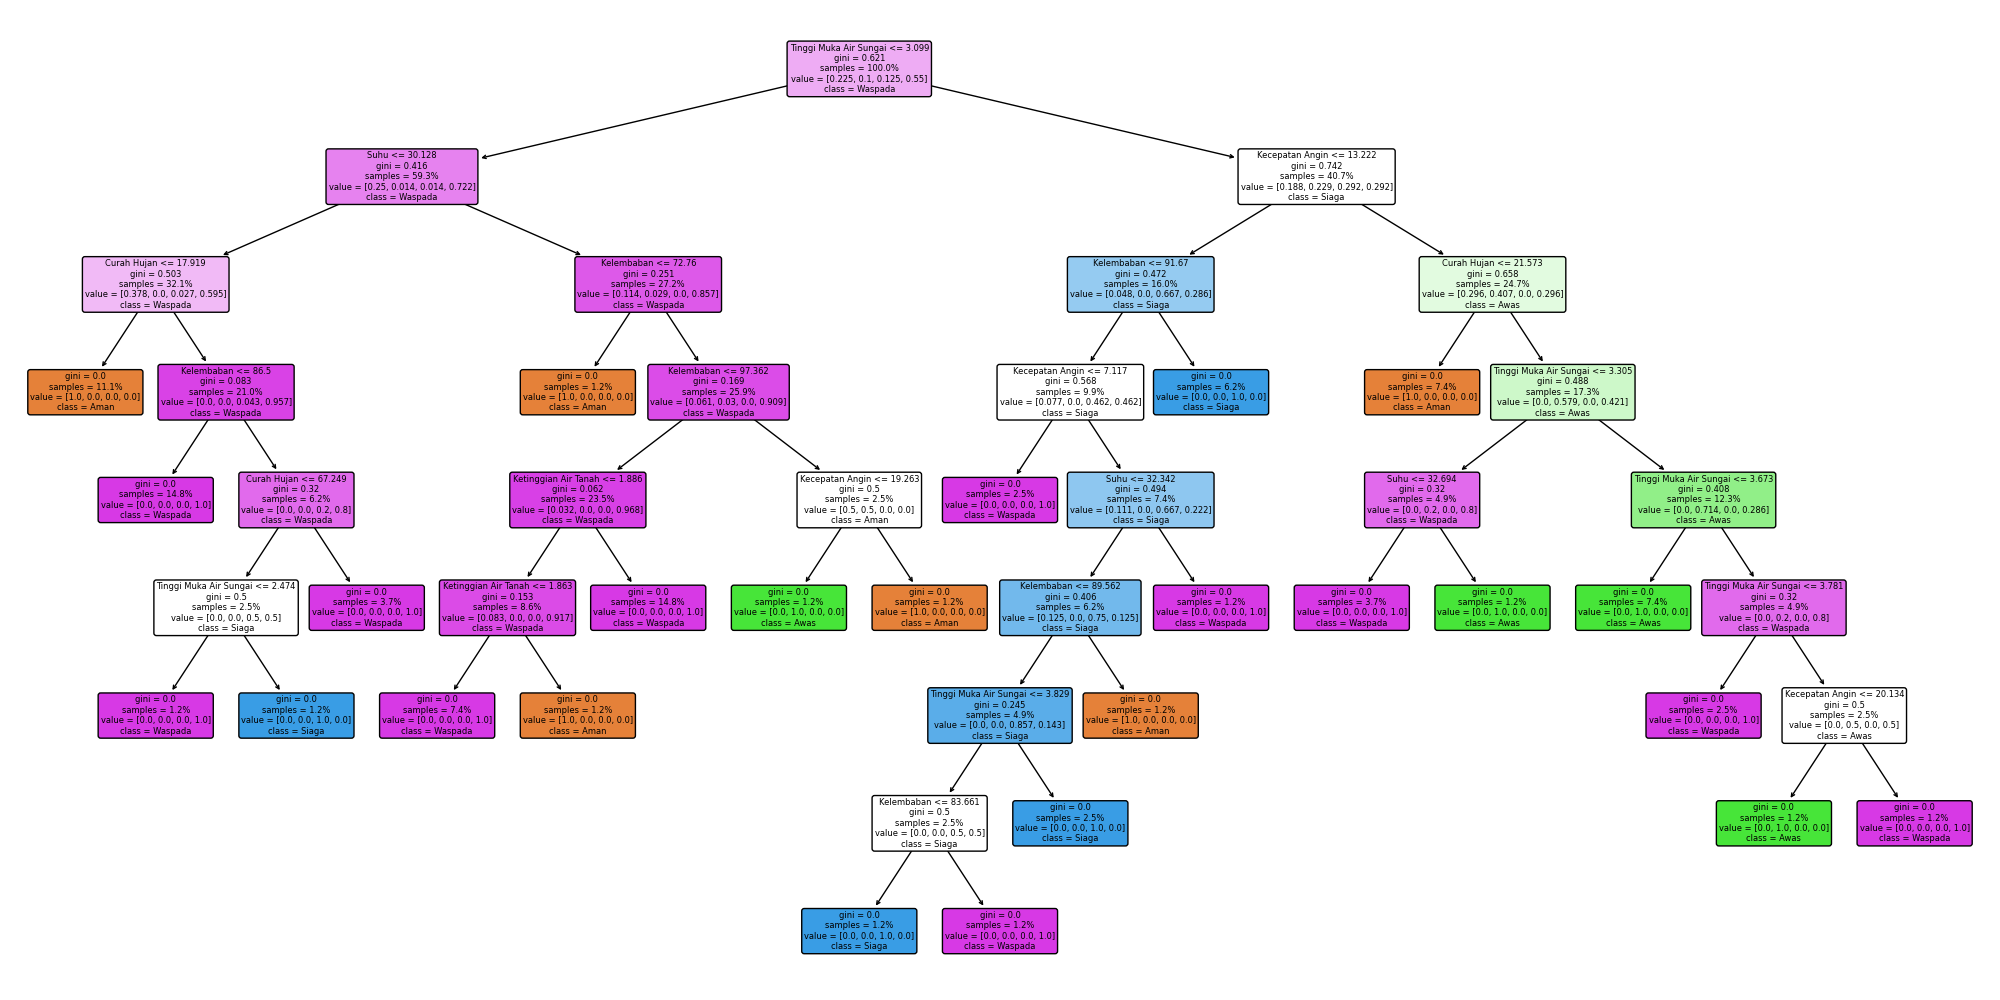 Tinggi Muka Air Sungai <= 3.099
gini = 0.621
samples = 100.0%
value = [0.225, 0.1, 0.125, 0.55]
class = Waspada
Suhu <= 30.128
gini = 0.416
samples = 59.3%
value = [0.25, 0.014, 0.014, 0.722]
class = Waspada
Kecepatan Angin <= 13.222
gini = 0.742
samples = 40.7%
value = [0.188, 0.229, 0.292, 0.292]
class = Siaga
Curah Hujan <= 17.919
gini = 0.503
samples = 32.1%
value = [0.378, 0.0, 0.027, 0.595]
class = Waspada
Kelembaban <= 72.76
gini = 0.251
samples = 27.2%
value = [0.114, 0.029, 0.0, 0.857]
class = Waspada
Kelembaban <= 91.67
gini = 0.472
samples = 16.0%
value = [0.048, 0.0, 0.667, 0.286]
class = Siaga
Curah Hujan <= 21.573
gini = 0.658
samples = 24.7%
value = [0.296, 0.407, 0.0, 0.296]
class = Awas
gini = 0.0
samples = 11.1%
value = [1.0, 0.0, 0.0, 0.0]
class = Aman
Kelembaban <= 86.5
gini = 0.083
samples = 21.0%
value = [0.0, 0.0, 0.043, 0.957]
class = Waspada
gini = 0.0
samples = 1.2%
value = [1.0, 0.0, 0.0, 0.0]
class = Aman
Kelembaban <= 97.362
gini = 0.169
samples = 25.9%
value = [0.061, 0.03, 0.0, 0.909]
class = Waspada
Kecepatan Angin <= 7.117
gini = 0.568
samples = 9.9%
value = [0.077, 0.0, 0.462, 0.462]
class = Siaga
gini = 0.0
samples = 6.2%
value = [0.0, 0.0, 1.0, 0.0]
class = Siaga
gini = 0.0
samples = 7.4%
value = [1.0, 0.0, 0.0, 0.0]
class = Aman
Tinggi Muka Air Sungai <= 3.305
gini = 0.488
samples = 17.3%
value = [0.0, 0.579, 0.0, 0.421]
class = Awas
gini = 0.0
samples = 14.8%
value = [0.0, 0.0, 0.0, 1.0]
class = Waspada
Curah Hujan <= 67.249
gini = 0.32
samples = 6.2%
value = [0.0, 0.0, 0.2, 0.8]
class = Waspada
Ketinggian Air Tanah <= 1.886
gini = 0.062
samples = 23.5%
value = [0.032, 0.0, 0.0, 0.968]
class = Waspada
Kecepatan Angin <= 19.263
gini = 0.5
samples = 2.5%
value = [0.5, 0.5, 0.0, 0.0]
class = Aman
gini = 0.0
samples = 2.5%
value = [0.0, 0.0, 0.0, 1.0]
class = Waspada
Suhu <= 32.342
gini = 0.494
samples = 7.4%
value = [0.111, 0.0, 0.667, 0.222]
class = Siaga
Suhu <= 32.694
gini = 0.32
samples = 4.9%
value = [0.0, 0.2, 0.0, 0.8]
class = Waspada
Tinggi Muka Air Sungai <= 3.673
gini = 0.408
samples = 12.3%
value = [0.0, 0.714, 0.0, 0.286]
class = Awas
Tinggi Muka Air Sungai <= 2.474
gini = 0.5
samples = 2.5%
value = [0.0, 0.0, 0.5, 0.5]
class = Siaga
gini = 0.0
samples = 3.7%
value = [0.0, 0.0, 0.0, 1.0]
class = Waspada
Ketinggian Air Tanah <= 1.863
gini = 0.153
samples = 8.6%
value = [0.083, 0.0, 0.0, 0.917]
class = Waspada
gini = 0.0
samples = 14.8%
value = [0.0, 0.0, 0.0, 1.0]
class = Waspada
gini = 0.0
samples = 1.2%
value = [0.0, 1.0, 0.0, 0.0]
class = Awas
gini = 0.0
samples = 1.2%
value = [1.0, 0.0, 0.0, 0.0]
class = Aman
Kelembaban <= 89.562
gini = 0.406
samples = 6.2%
value = [0.125, 0.0, 0.75, 0.125]
class = Siaga
gini = 0.0
samples = 1.2%
value = [0.0, 0.0, 0.0, 1.0]
class = Waspada
gini = 0.0
samples = 3.7%
value = [0.0, 0.0, 0.0, 1.0]
class = Waspada
gini = 0.0
samples = 1.2%
value = [0.0, 1.0, 0.0, 0.0]
class = Awas
gini = 0.0
samples = 7.4%
value = [0.0, 1.0, 0.0, 0.0]
class = Awas
Tinggi Muka Air Sungai <= 3.781
gini = 0.32
samples = 4.9%
value = [0.0, 0.2, 0.0, 0.8]
class = Waspada
gini = 0.0
samples = 1.2%
value = [0.0, 0.0, 0.0, 1.0]
class = Waspada
gini = 0.0
samples = 1.2%
value = [0.0, 0.0, 1.0, 0.0]
class = Siaga
gini = 0.0
samples = 7.4%
value = [0.0, 0.0, 0.0, 1.0]
class = Waspada
gini = 0.0
samples = 1.2%
value = [1.0, 0.0, 0.0, 0.0]
class = Aman
Tinggi Muka Air Sungai <= 3.829
gini = 0.245
samples = 4.9%
value = [0.0, 0.0, 0.857, 0.143]
class = Siaga
gini = 0.0
samples = 1.2%
value = [1.0, 0.0, 0.0, 0.0]
class = Aman
gini = 0.0
samples = 2.5%
value = [0.0, 0.0, 0.0, 1.0]
class = Waspada
Kecepatan Angin <= 20.134
gini = 0.5
samples = 2.5%
value = [0.0, 0.5, 0.0, 0.5]
class = Awas
Kelembaban <= 83.661
gini = 0.5
samples = 2.5%
value = [0.0, 0.0, 0.5, 0.5]
class = Siaga
gini = 0.0
samples = 2.5%
value = [0.0, 0.0, 1.0, 0.0]
class = Siaga
gini = 0.0
samples = 1.2%
value = [0.0, 1.0, 0.0, 0.0]
class = Awas
gini = 0.0
samples = 1.2%
value = [0.0, 0.0, 0.0, 1.0]
class = Waspada
gini = 0.0
samples = 1.2%
value = [0.0, 0.0, 1.0, 0.0]
class = Siaga
gini = 0.0
samples = 1.2%
value = [0.0, 0.0, 0.0, 1.0]
class = Waspada